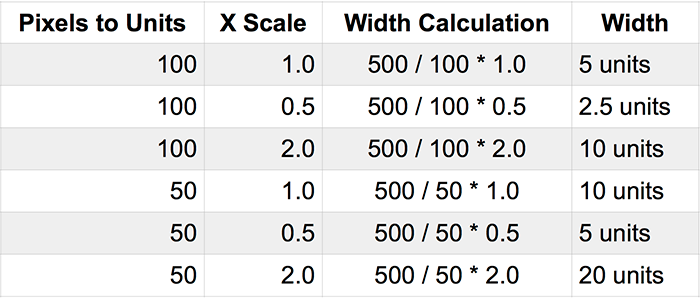 Pixels to Units X Scale Width Calculation Width
100 1.0 500 / 100 * 1.0 5 units
100 0.5 500 / 100 * 0.5 2.5 units
100 2.0 500 / 100 * 2.0 10 units
50 1.0 500 / 50 * 1.0 10 units
50 0.5 500 / 50 * 0.5 5 units
50 2.0 500 / 50 * 2.0 20 units